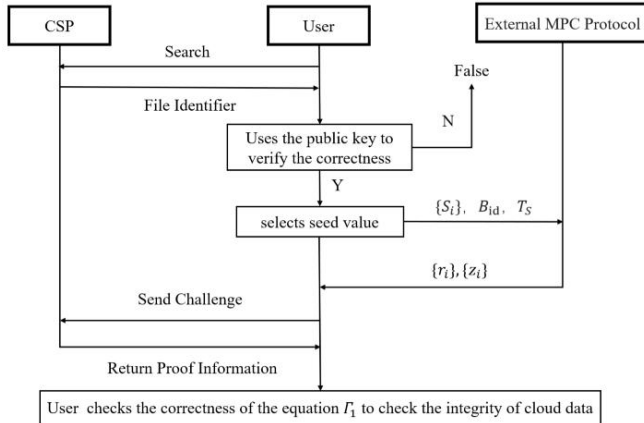 CSP
User
External MPC Protocol
Search
File Identifier
False
Uses the public key to
verify the correctness
N
Y
selects seed value
{S_i}, B_id, T_S
{r_i},{z_i}
Send Challenge
Return Proof Information
User checks the correctness of the equation Γ_1 to check the integrity of cloud data